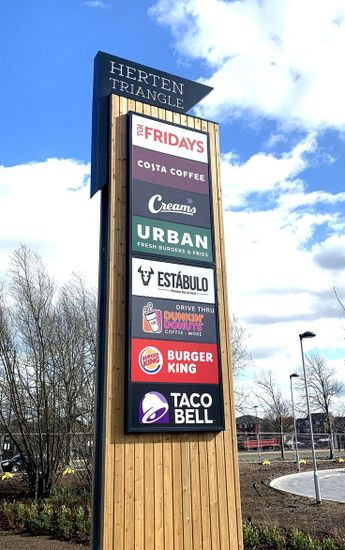 HERTEN
TRIANGLE
TGI FRIDAYS
COSTA COFFEE
Creams
URBAN
FRESH BURGERS & FRIES
ESTÁBULO
DRIVE THRU
DUNKIN'
DONUTS
COFFEE & MORE
BURGER
KING
BURGER
KING
TACO
BELL